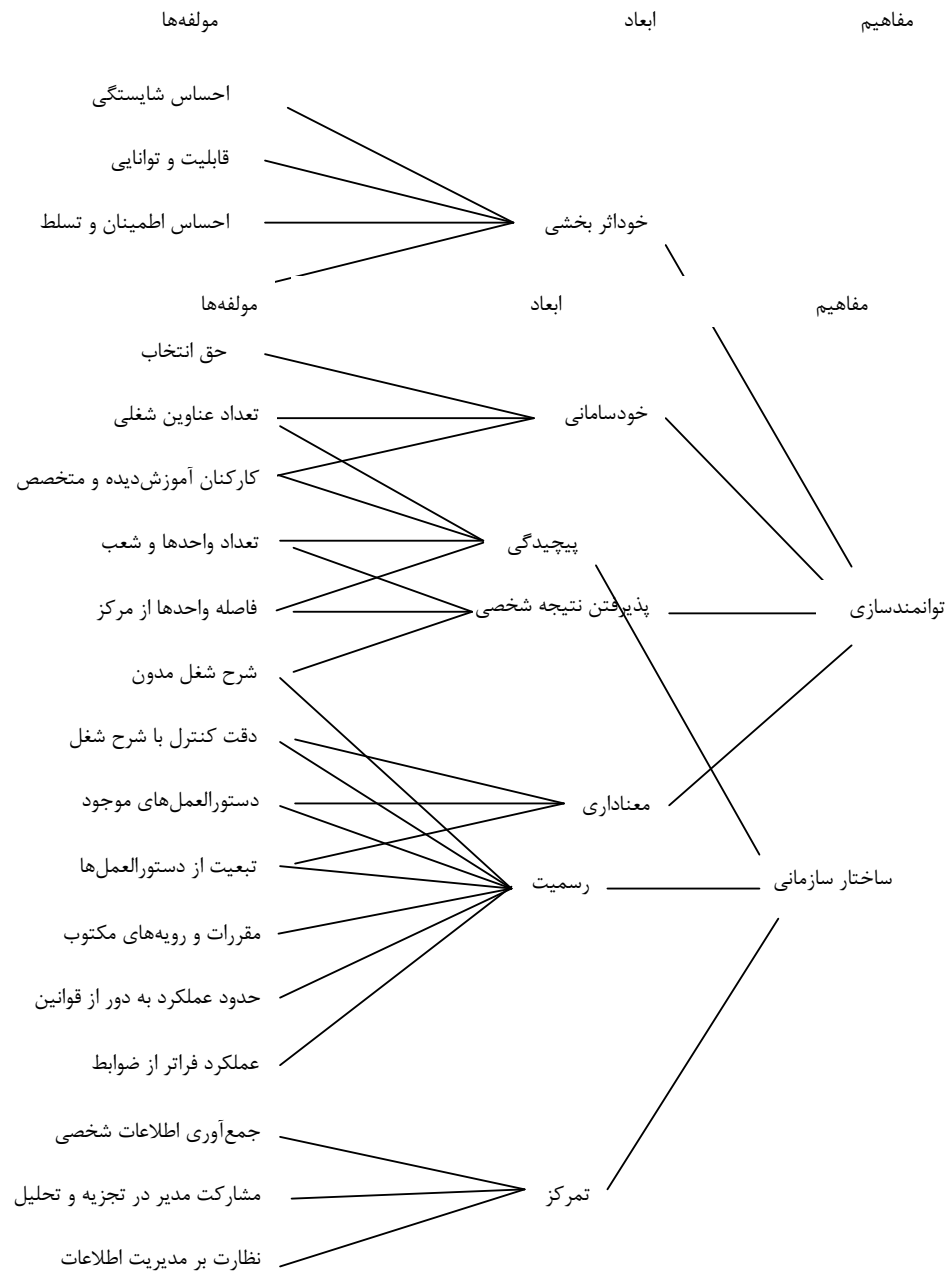 مفاهیم ابعاد مولفه‌ها
احساس شایستگی
قابلیت و توانایی
خوداثر بخشی احساس اطمینان و تسلط
مفاهیم ابعاد مولفه‌ها
حق انتخاب
خودسامانی تعداد عناوین شغلی
کارکنان آموزش‌دیده و متخصص
پیچیدگی تعداد واحدها و شعب
توانمندسازی پذیرفتن نتیجه شخصی فاصله واحدها از مرکز
شرح شغل مدون
دقت کنترل با شرح شغل
معناداری دستورالعمل‌های موجود
تبعیت از دستورالعمل‌ها
ساختار سازمانی رسمیت
مقررات و رویه‌های مکتوب
حدود عملکرد به دور از قوانین
عملکرد فراتر از ضوابط
جمع‌آوری اطلاعات شخصی
تمرکز مشارکت مدیر در تجزیه و تحلیل
نظارت بر مدیریت اطلاعات